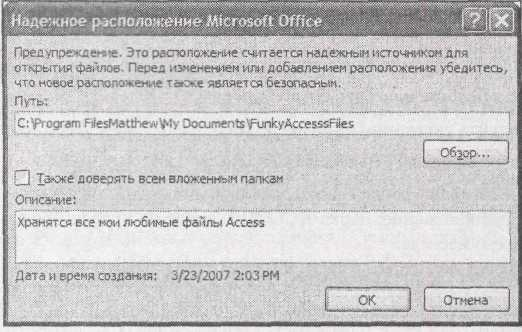 Надежное расположение Microsoft Office
Предупреждение. Это расположение считается надежным источником для
открытия файлов. Перед изменением или добавлением расположения убедитесь,
что новое расположение также является безопасным.
Путь:
C:\Program FilesMatthew\My Documents\FunkyAccesssFiles
Обзор...
Также доверять всем вложенным папкам
Описание:
Хранятся все мои любимые файлы Access
Дата и время создания: 3/23/2007 2:03 PM
OK Отмена